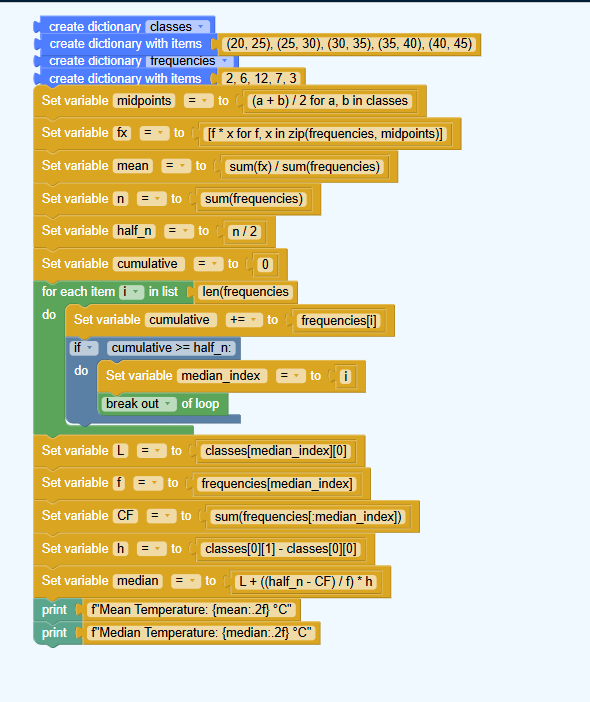 create dictionary classes
create dictionary with items (20, 25), (25, 30), (30, 35), (35, 40), (40, 45)
create dictionary frequencies
create dictionary with items 2, 6, 12, 7, 3
Set variable midpoints = to (a + b) / 2 for a, b in classes
Set variable fx = to [f * x for f, x in zip(frequencies, midpoints)]
Set variable mean = to sum(fx) / sum(frequencies)
Set variable n = to sum(frequencies)
Set variable half_n = to n / 2
Set variable cumulative = to 0
for each item i in list len(frequencies
do Set variable cumulative += to frequencies[i]
if cumulative >= half_n:
do Set variable median_index = to i
break out of loop
Set variable L = to classes[median_index][0]
Set variable f = to frequencies[median_index]
Set variable CF = to sum(frequencies[:median_index])
Set variable h = to classes[0][1] - classes[0][0]
Set variable median = to L + ((half_n - CF) / f) * h
print f"Mean Temperature: {mean:.2f} °C"
print f"Median Temperature: {median:.2f} °C"